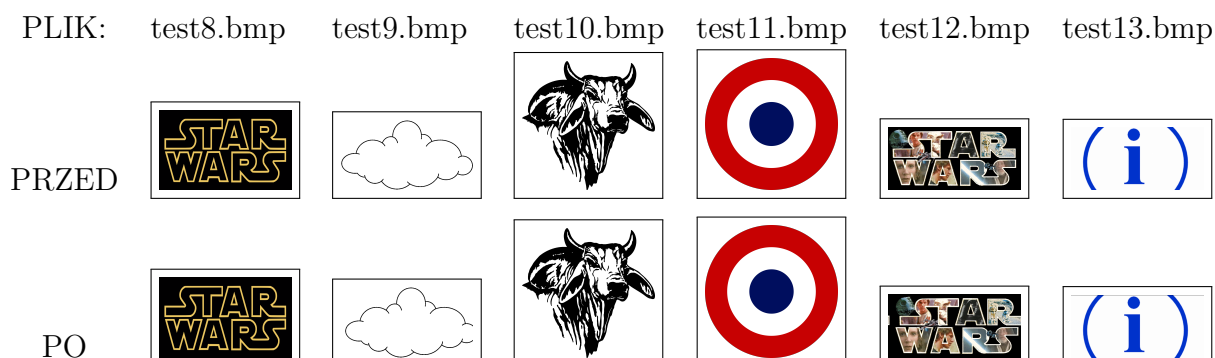 PLIK: test8.bmp test9.bmp test10.bmp test11.bmp test12.bmp test13.bmp
PRZED
STAR WARS
STAR WARS
( i )
PO
STAR WARS
STAR WARS
( i )